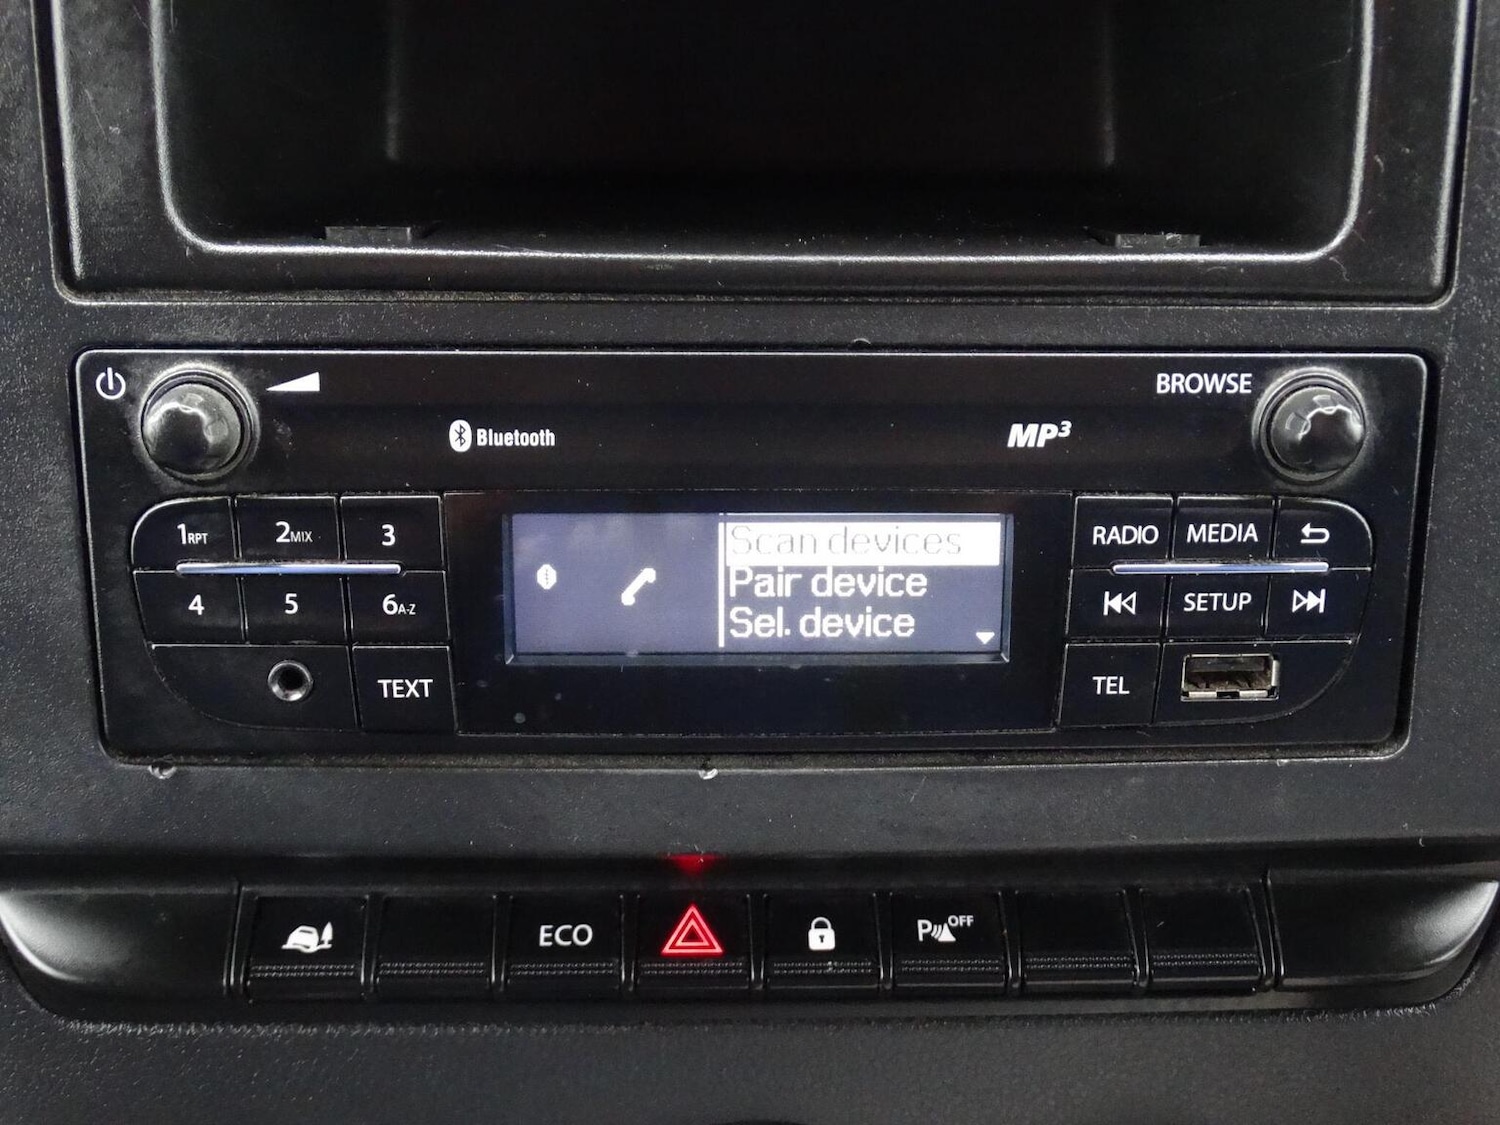 BROWSE
Bluetooth
MP3
1RPT
2MIX
3
RADIO
MEDIA
Scan devices
Pair device
Sel. device
4
5
6A-Z
SETUP
TEXT
TEL
ECO
P OFF